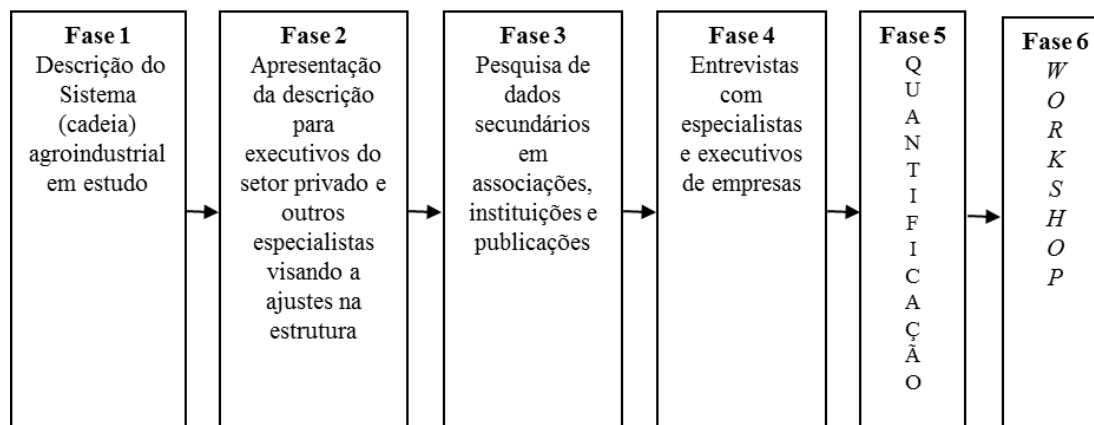 Fase 1
Descrição do
Sistema
(cadeia)
agroindustrial
em estudo
Fase 2
Apresentação
da descrição
para
executivos do
setor privado e
outros
especialistas
visando a
ajustes na
estrutura
Fase 3
Pesquisa de
dados
secundários
em
associações,
instituições e
publicações
Fase 4
Entrevistas
com
especialistas
e executivos
de empresas
Fase 5
Q
U
A
N
T
I
F
I
C
A
Ç
Ã
O
Fase 6
W
O
R
K
S
H
O
P